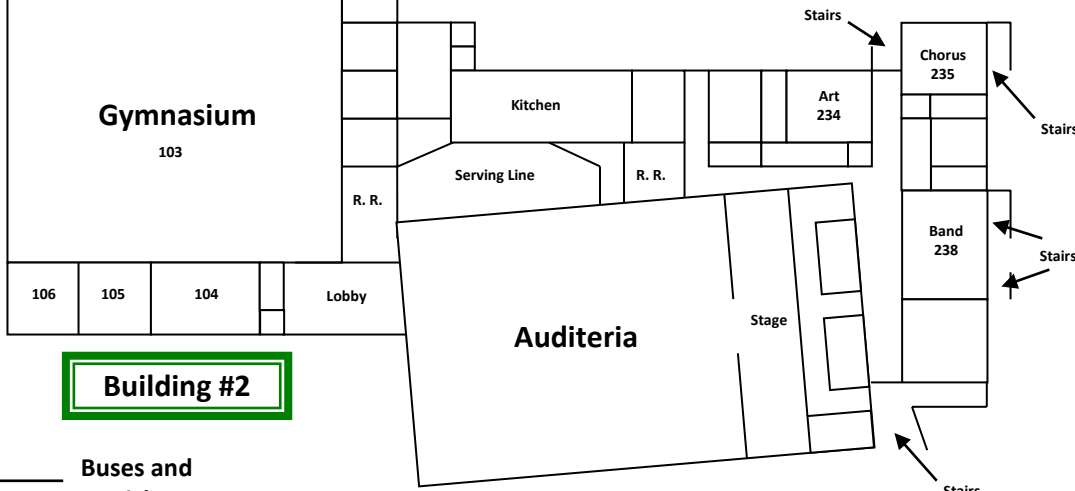 Stairs
Chorus
235
Gymnasium
103
Kitchen
Art
234
Stairs
Serving Line
R. R.
R. R.
Band
238
Stairs
106
105
104
Lobby
Stage
Auditeria
Building #2
Buses and
Stairs